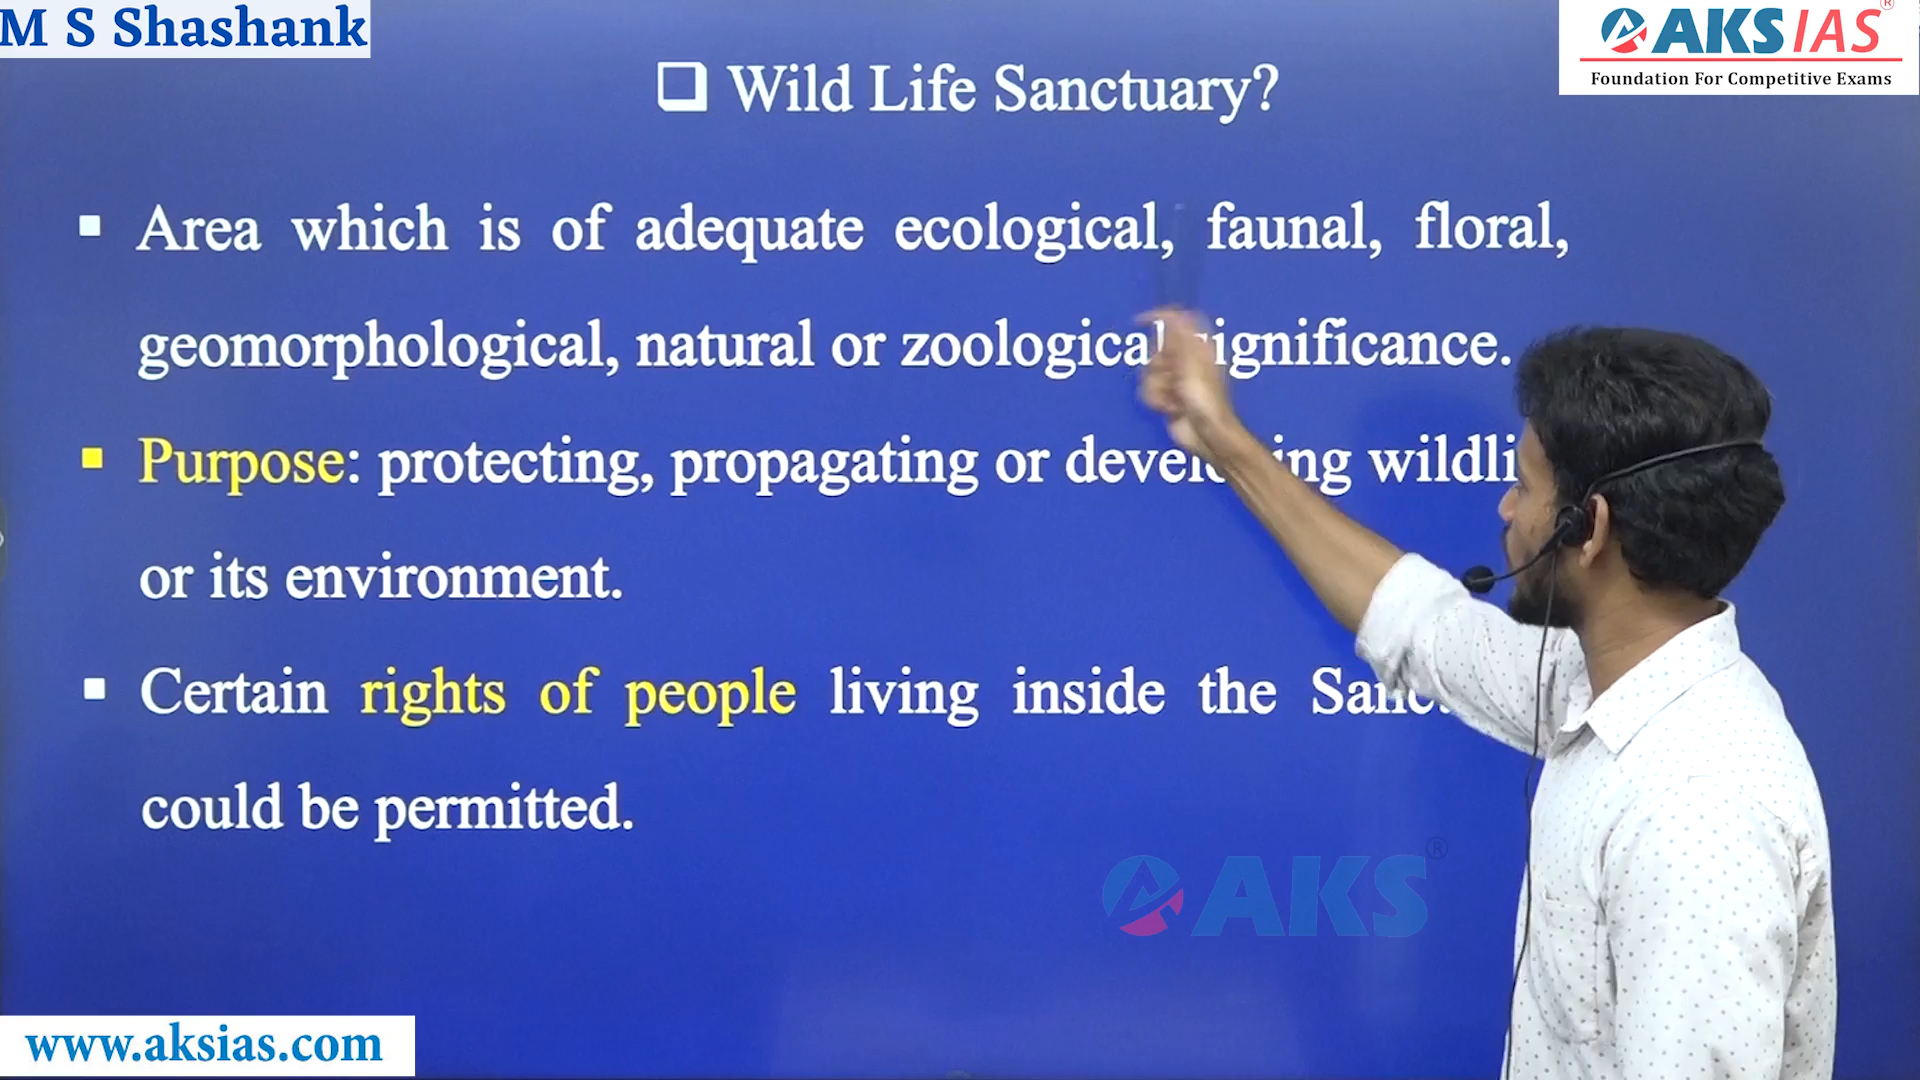 M S Shashank
AKS IAS ®
Foundation For Competitive Exams
❑ Wild Life Sanctuary?
▪ Area which is of adequate ecological, faunal, floral,
geomorphological, natural or zoological significance.
▪ Purpose: protecting, propagating or developing
or its environment.
▪ Certain rights of people living inside the
could be permitted.
AKS ®
www.aksias.com